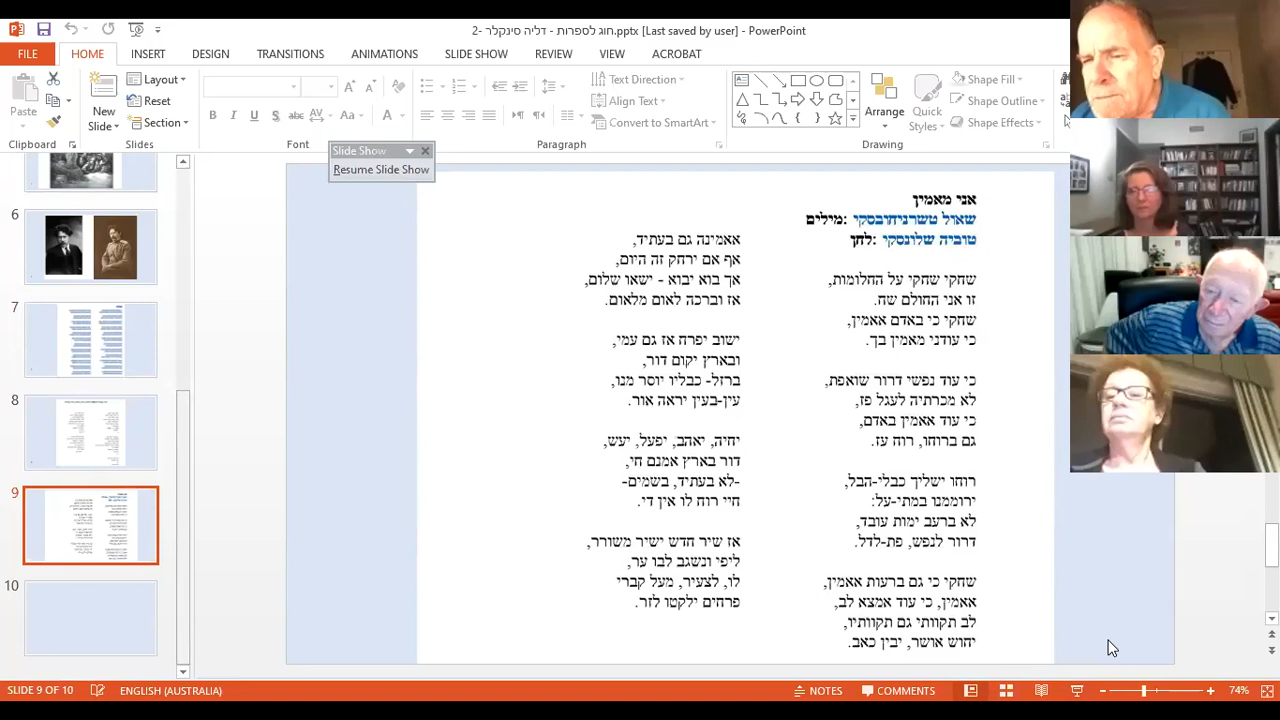 2- חוג לספרות - דליה סינקלר.pptx [Last saved by user] - PowerPoint
FILE HOME INSERT DESIGN TRANSITIONS ANIMATIONS SLIDE SHOW REVIEW VIEW ACROBAT
Paste
New Slide
Layout
Reset
Section
B I U S abc AV Aa A
Text Direction
Align Text
Convert to SmartArt
Arrange
Quick Styles
Shape Fill
Shape Outline
Shape Effects
Clipboard Slides Font Paragraph Drawing
Slide Show
Resume Slide Show
6
7
8
9
10
אני מאמין
מילים: שאול טשרניחובסקי
לחן: טוביה שלונסקי
שחקי שחקי על החלומות,
זו אני החולם שח.
שחקי כי באדם אאמין,
כי עודני מאמין בך.
כי עוד נפשי דרור שואפת,
לא מכרתיה לעגל פז,
כי עוד אאמין באדם,
גם ברוחו, רוח עז.
רוחו ישליך כבלי-הבל,
ירוממנו במתי-על:
לא ברעב ימות עובד,
דרור לנפש, פת-לדל.
שחקי כי גם ברעות אאמין,
אאמין, כי עוד אמצא לב,
לב תקוותי גם תקוותיו,
יחוש אושר, יבין כאב.
אאמינה גם בעתיד,
אף אם ירחק זה היום,
אך בוא יבוא - ישאו שלום,
אז וברכה לאום מלאום.
ישוב יפרח אז גם עמי,
ובארץ יקום דור,
ברזל- כבליו יוסר מנו,
עין-בעין יראה אור.
יחיה, יאהב, יפעל, יעש,
דור בארץ אמנם חי,
-לא בעתיד, בשמים-
חיי רוח לו אין די.
אז שיר חדש ישיר משורר,
ליפי ונשגב לבו ער,
לו, לצעיר, מעל קברי
פרחים ילקטו לזר.
SLIDE 9 OF 10 ENGLISH (AUSTRALIA) NOTES COMMENTS 74%